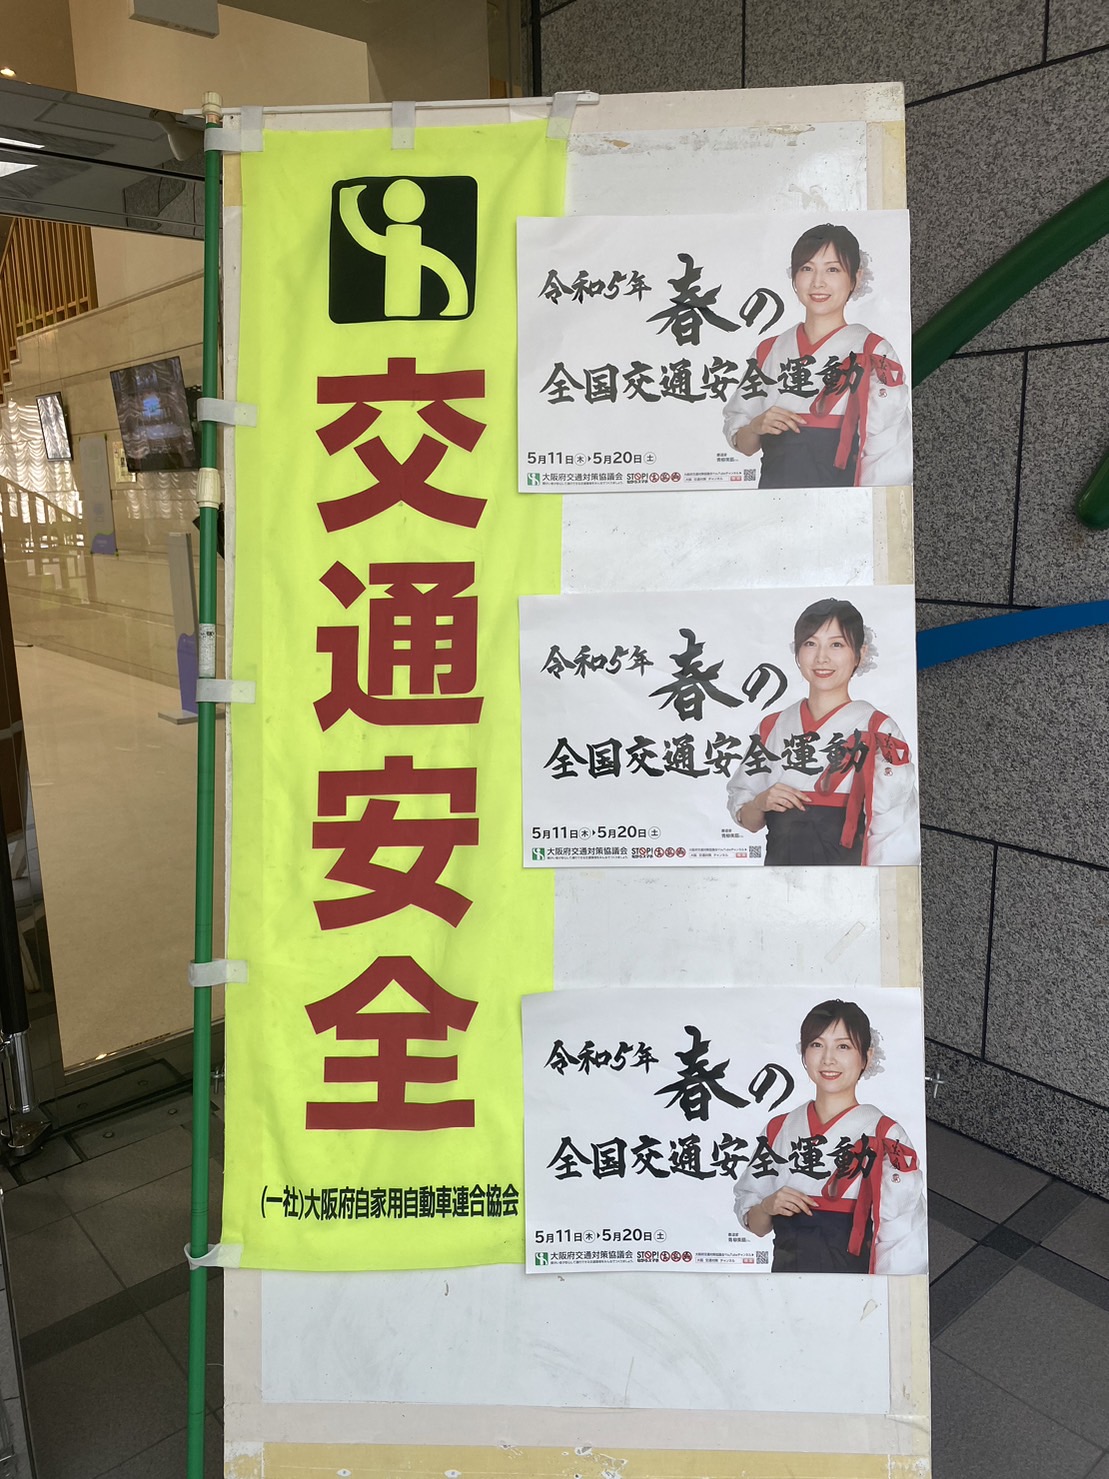 交通安全
(一社)大阪府自家用自動車連合協会
令和5年 春の
全国交通安全運動
5月11日木▶5月20日土
大阪府交通対策協議会 STOP!
令和5年 春の
全国交通安全運動
5月11日木▶5月20日土
大阪府交通対策協議会 STOP!
令和5年 春の
全国交通安全運動
5月11日木▶5月20日土
大阪府交通対策協議会 STOP!